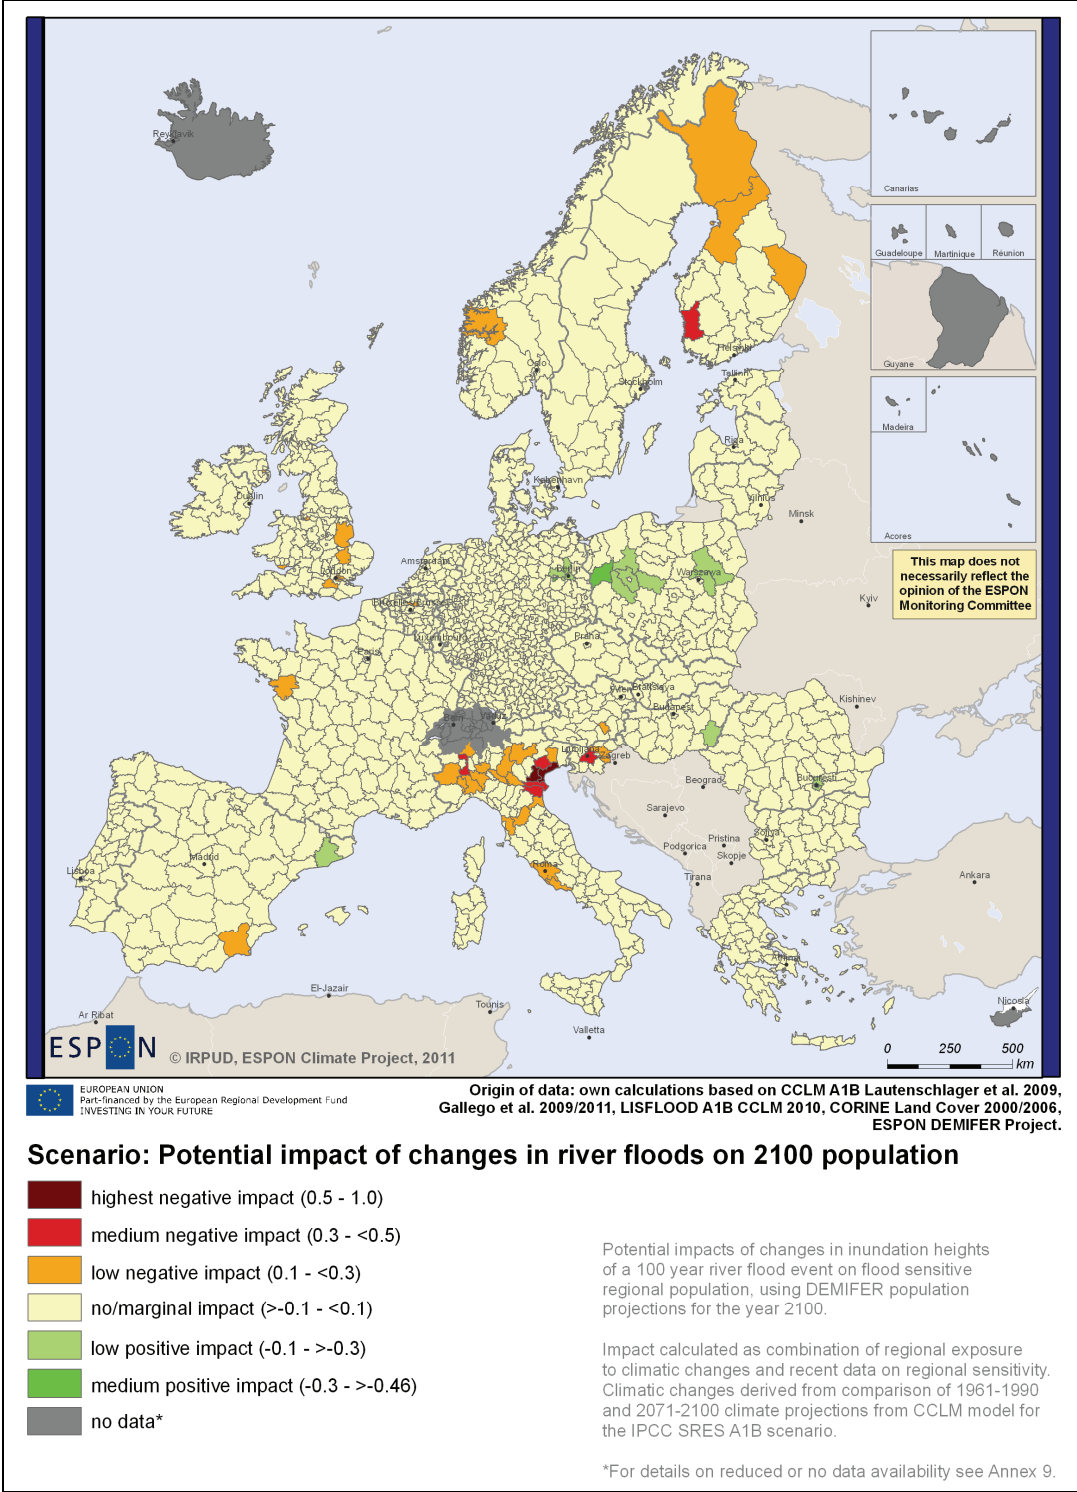 Reykjavik
Canarias
Guadeloupe
Martinique
Réunion
Guyane
Helsinki
Oslo
Tallinn
Stockholm
Madeira
Riga
København
Dublin
Vilnius
Minsk
Acores
This map does not
necessarily reflect the
opinion of the ESPON
Monitoring Committee
Amsterdam
Berlin
Warszawa
London
Kyiv
Bruxelles/Brussel
Luxembourg
Praha
Paris
Wien
Bratislava
Kishinev
Budapest
Bern
Vaduz
Ljubljana
Zagreb
Beograd
Bucuresti
Sarajevo
Pristina
Sofiya
Podgorica
Skopje
Madrid
Roma
Lisboa
Tirana
Ankara
Athinai
El-Jazair
Tounis
Nicosia
Ar Ribat
Valletta
ESPON
© IRPUD, ESPON Climate Project, 2011
0 250 500
km
EUROPEAN UNION
Part-financed by the European Regional Development Fund
INVESTING IN YOUR FUTURE
Origin of data: own calculations based on CCLM A1B Lautenschlager et al. 2009,
Gallego et al. 2009/2011, LISFLOOD A1B CCLM 2010, CORINE Land Cover 2000/2006,
ESPON DEMIFER Project.
Scenario: Potential impact of changes in river floods on 2100 population
highest negative impact (0.5 - 1.0)
medium negative impact (0.3 - <0.5)
low negative impact (0.1 - <0.3)
no/marginal impact (>-0.1 - <0.1)
low positive impact (-0.1 - >-0.3)
medium positive impact (-0.3 - >-0.46)
no data*
Potential impacts of changes in inundation heights
of a 100 year river flood event on flood sensitive
regional population, using DEMIFER population
projections for the year 2100.
Impact calculated as combination of regional exposure
to climatic changes and recent data on regional sensitivity.
Climatic changes derived from comparison of 1961-1990
and 2071-2100 climate projections from CCLM model for
the IPCC SRES A1B scenario.
*For details on reduced or no data availability see Annex 9.